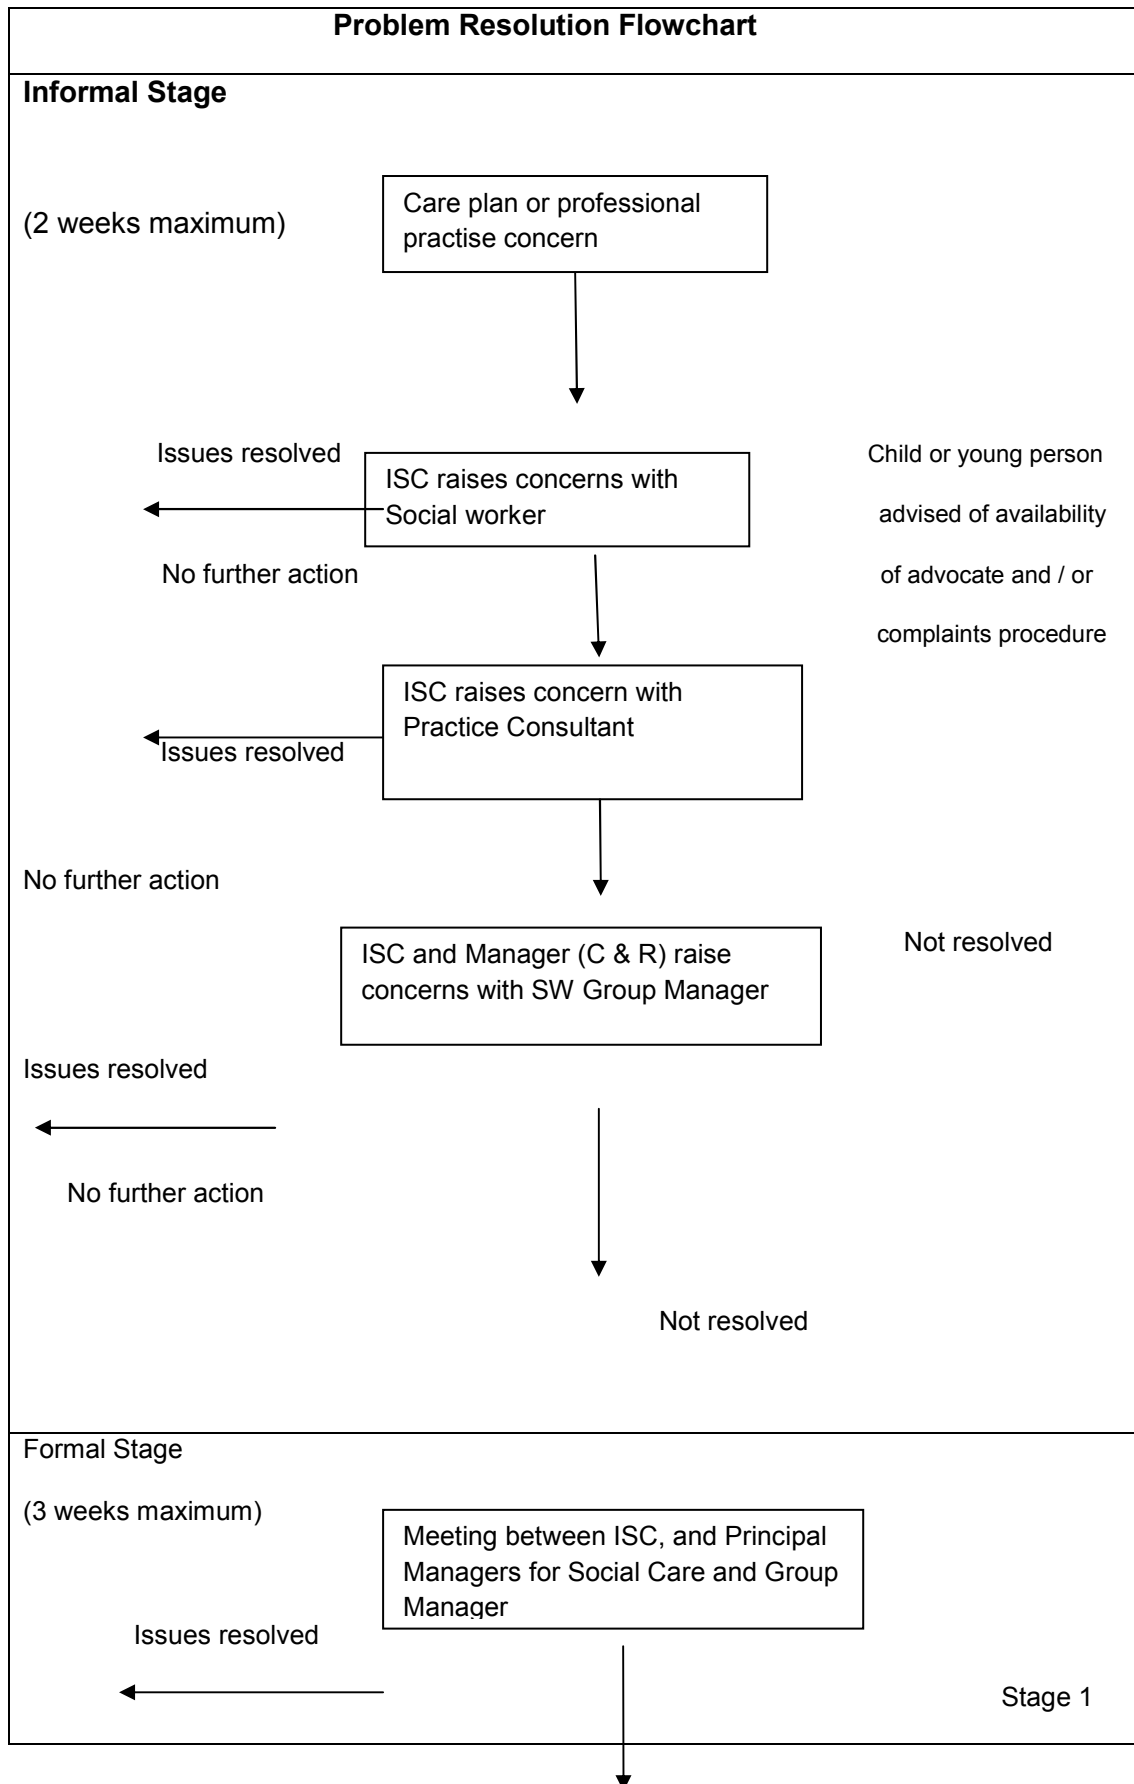 Problem Resolution Flowchart
Informal Stage
(2 weeks maximum)
Care plan or professional
practise concern
Issues resolved
ISC raises concerns with
Social worker
No further action
Child or young person
advised of availability
of advocate and / or
complaints procedure
ISC raises concern with
Practice Consultant
Issues resolved
No further action
ISC and Manager (C & R) raise
concerns with SW Group Manager
Not resolved
Issues resolved
No further action
Not resolved
Formal Stage
(3 weeks maximum)
Meeting between ISC, and Principal
Managers for Social Care and Group
Manager
Issues resolved
Stage 1